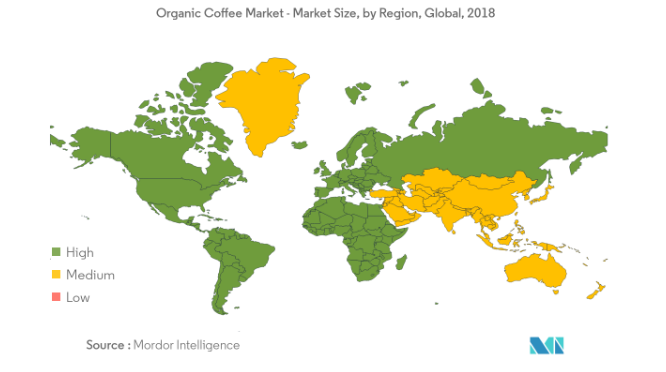 Organic Coffee Market - Market Size, by Region, Global, 2018
High
Medium
Low
Source : Mordor Intelligence